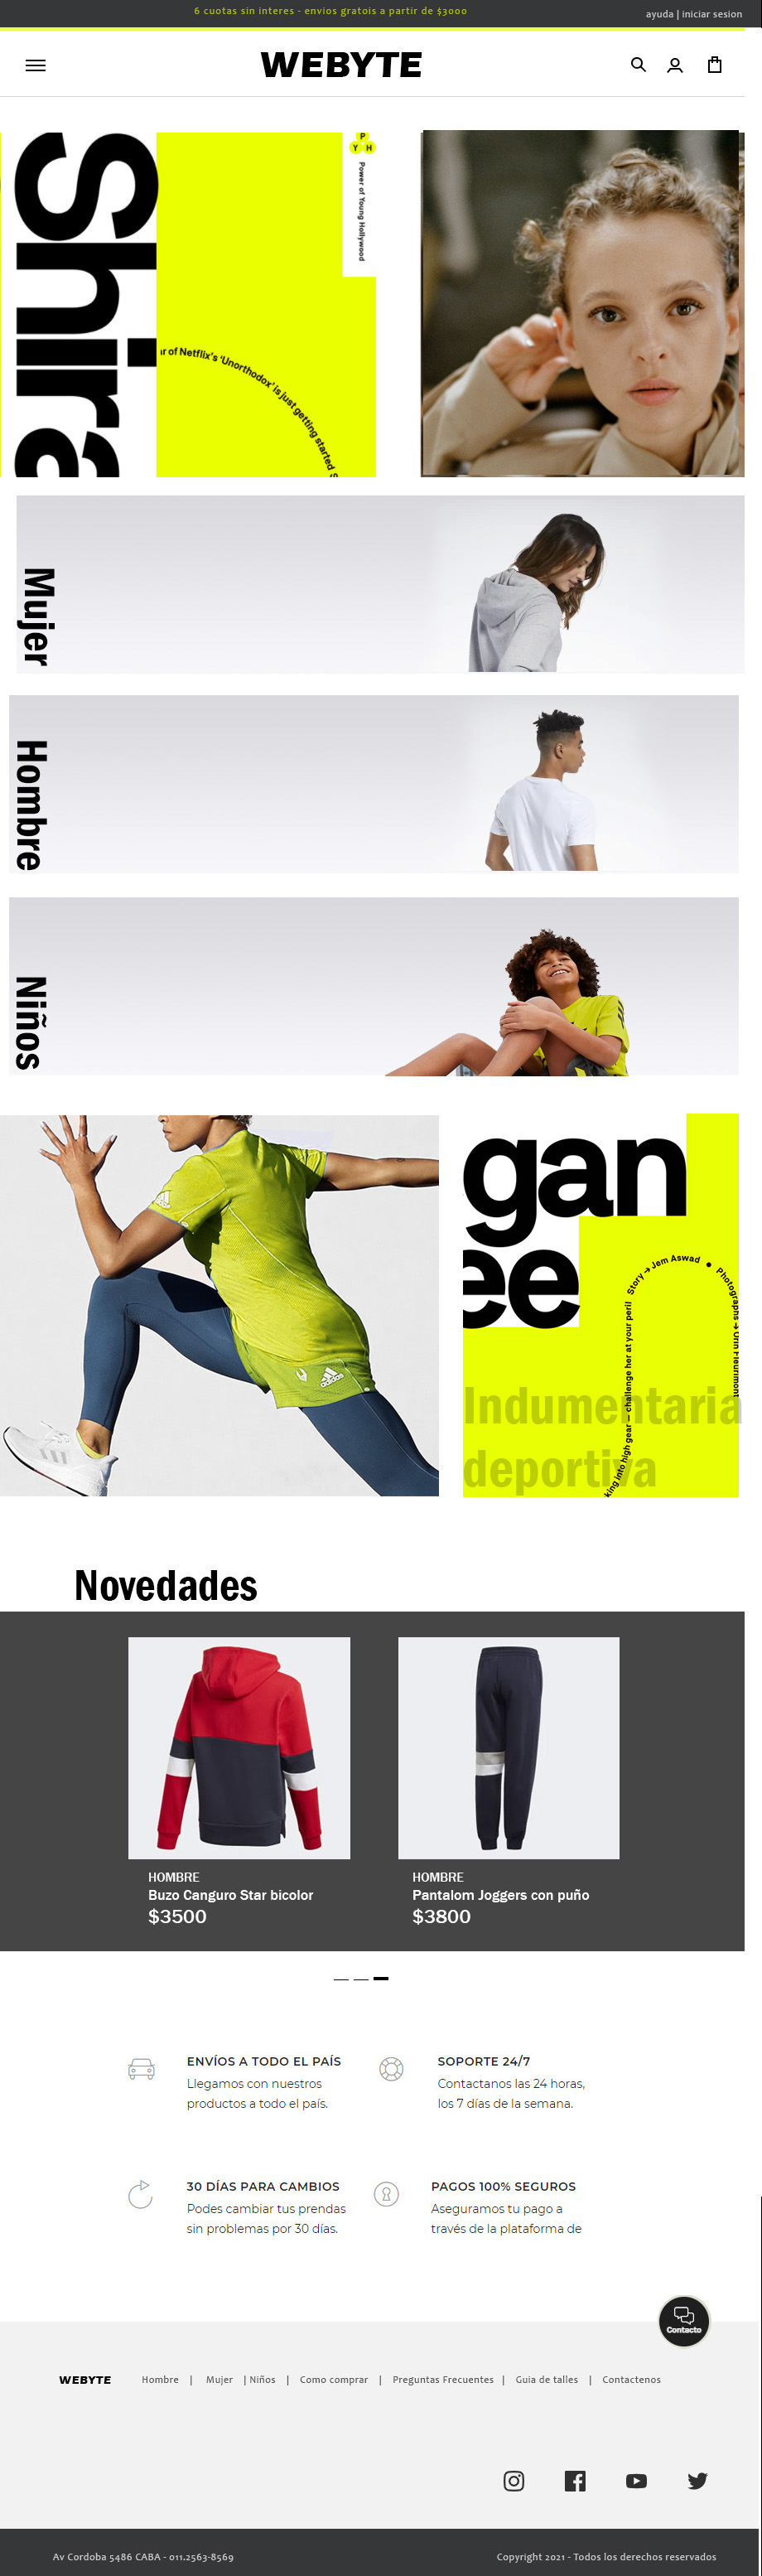 6 cuotas sin interes - envios gratois a partir de $3000
ayuda | iniciar sesion
WEBYTE
Shira
P
Y H
Power of Young Hollywood
ar of Netflix's 'Unorthodox' is just getting started
Mujer
Hombre
Niños
gan
ee
Story → Jem Aswad • Photographs →
king into high gear — challenge her at your peril
Indumentaria
deportiva
adidas
Novedades
HOMBRE
Buzo Canguro Star bicolor
$3500
HOMBRE
Pantalom Joggers con puño
$3800
ENVÍOS A TODO EL PAÍS
Llegamos con nuestros
productos a todo el país.
SOPORTE 24/7
Contactanos las 24 horas,
los 7 días de la semana.
30 DÍAS PARA CAMBIOS
Podes cambiar tus prendas
sin problemas por 30 días.
PAGOS 100% SEGUROS
Aseguramos tu pago a
través de la plataforma de
Contacto
WEBYTE Hombre | Mujer | Niños | Como comprar | Preguntas Frecuentes | Guia de talles | Contactenos
Av Cordoba 5486 CABA - 011.2563-8569
Copyright 2021 - Todos los derechos reservados